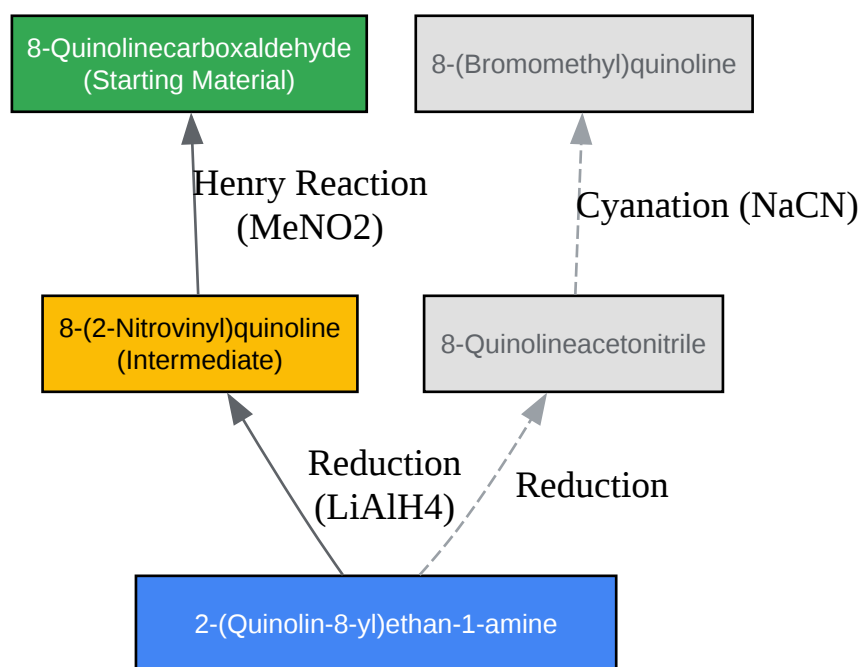 8-Quinolinecarboxaldehyde
(Starting Material)
8-(Bromomethyl)quinoline
Henry Reaction
(MeNO2)
Cyanation (NaCN)
8-(2-Nitrovinyl)quinoline
(Intermediate)
8-Quinolineacetonitrile
Reduction
(LiAlH4)
Reduction
2-(Quinolin-8-yl)ethan-1-amine